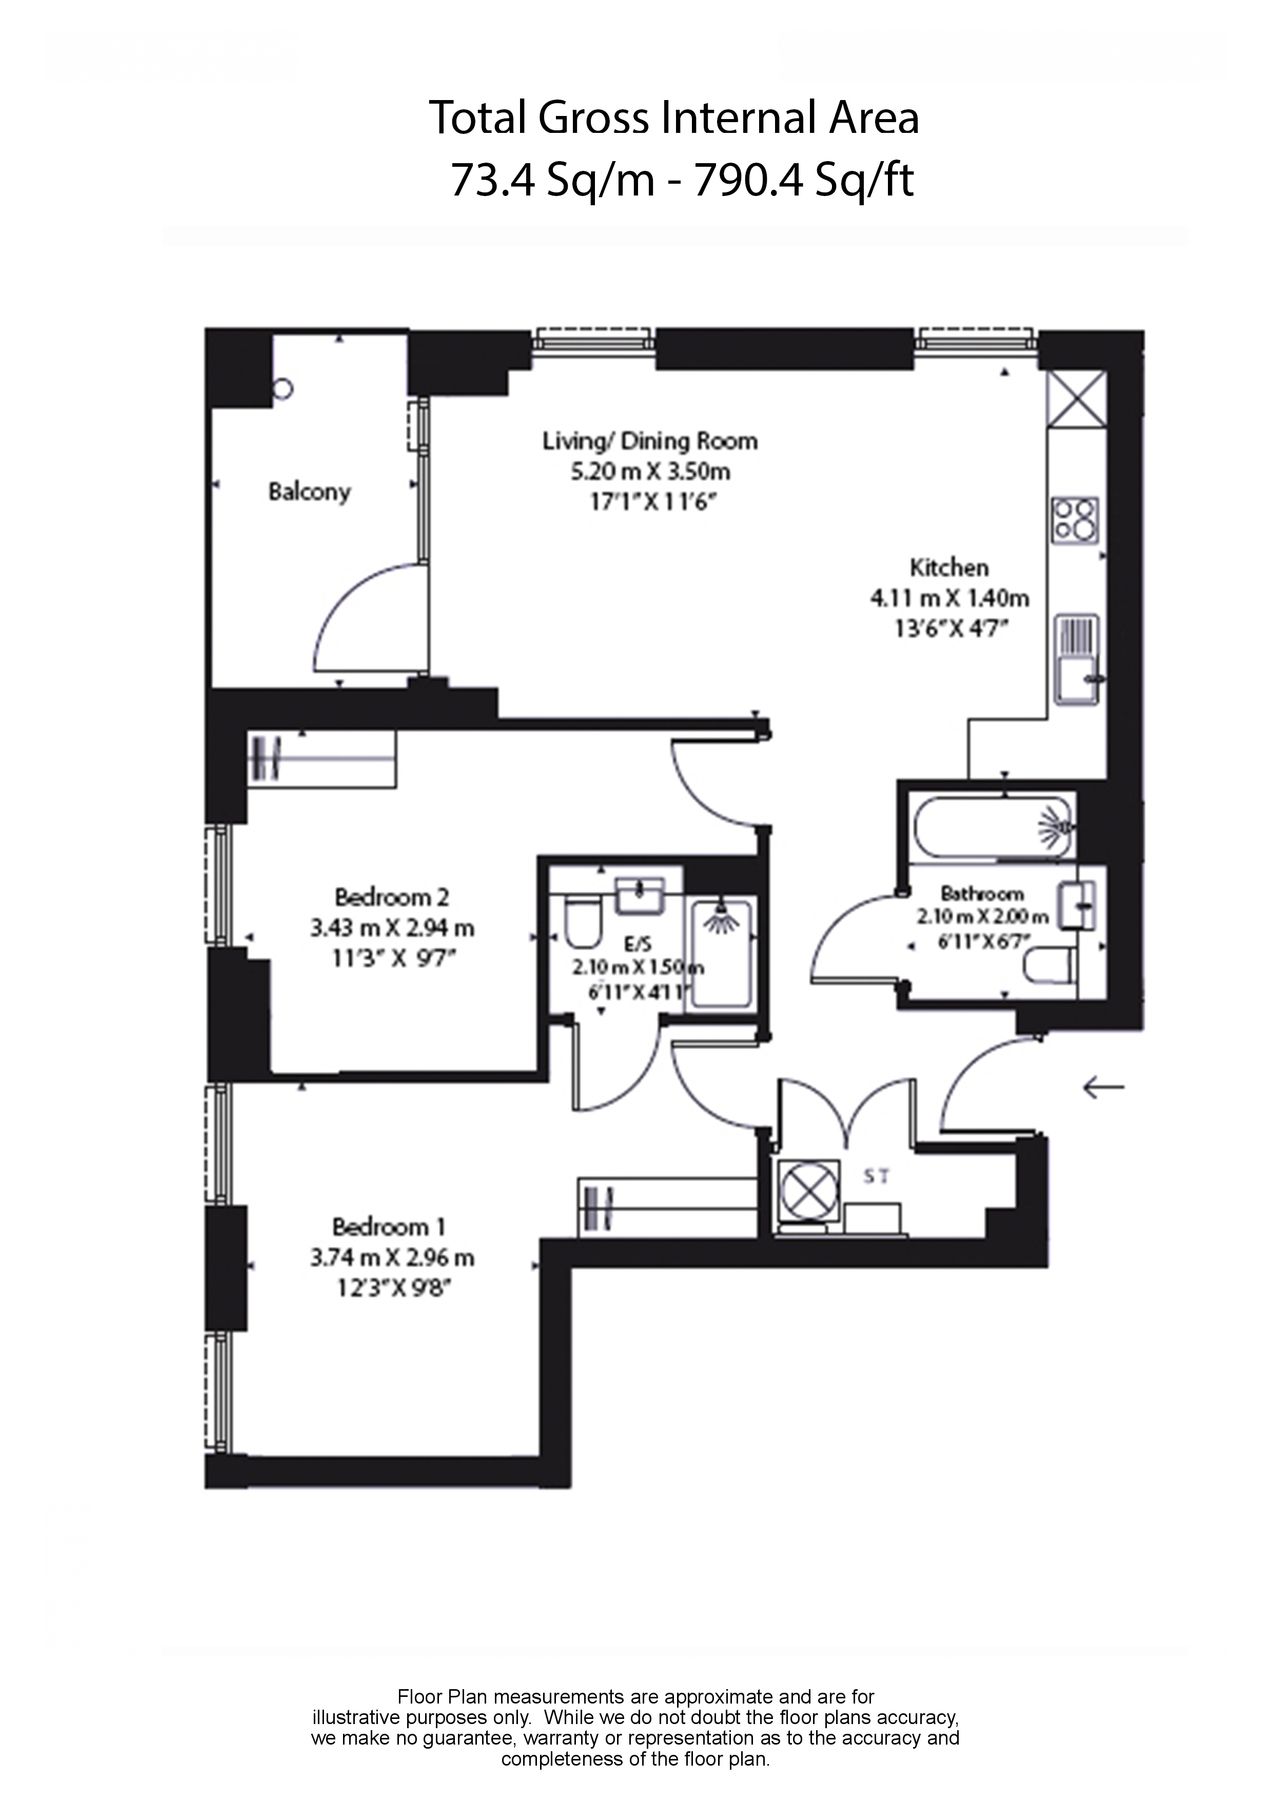 Total Gross Internal Area
73.4 Sq/m - 790.4 Sq/ft
Balcony
Living/ Dining Room
5.20 m X 3.50m
17'1" X 11'6"
Kitchen
4.11 m X 1.40m
13'6" X 4'7"
Bedroom 2
3.43 m X 2.94 m
11'3" X 9'7"
E/S
2.10 m X 1.50 m
6'11" X 4'11"
Bathroom
2.10 m X 2.00 m
6'11" X 6'7"
ST
Bedroom 1
3.74 m X 2.96 m
12'3" X 9'8"
Floor Plan measurements are approximate and are for
illustrative purposes only. While we do not doubt the floor plans accuracy,
we make no guarantee, warranty or representation as to the accuracy and
completeness of the floor plan.